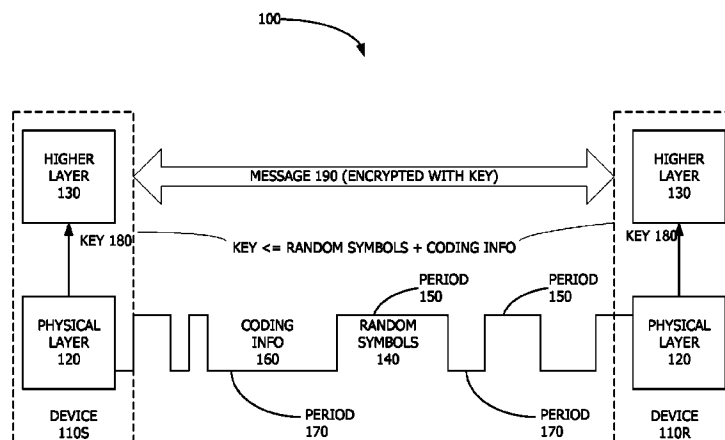 100
HIGHER
LAYER
130
MESSAGE 190 (ENCRYPTED WITH KEY)
HIGHER
LAYER
130
KEY 180
KEY <= RANDOM SYMBOLS + CODING INFO
KEY 180
PERIOD
150
PERIOD
150
PHYSICAL
LAYER
120
CODING
INFO
160
RANDOM
SYMBOLS
140
PHYSICAL
LAYER
120
PERIOD
170
PERIOD
170
DEVICE
110S
DEVICE
110R